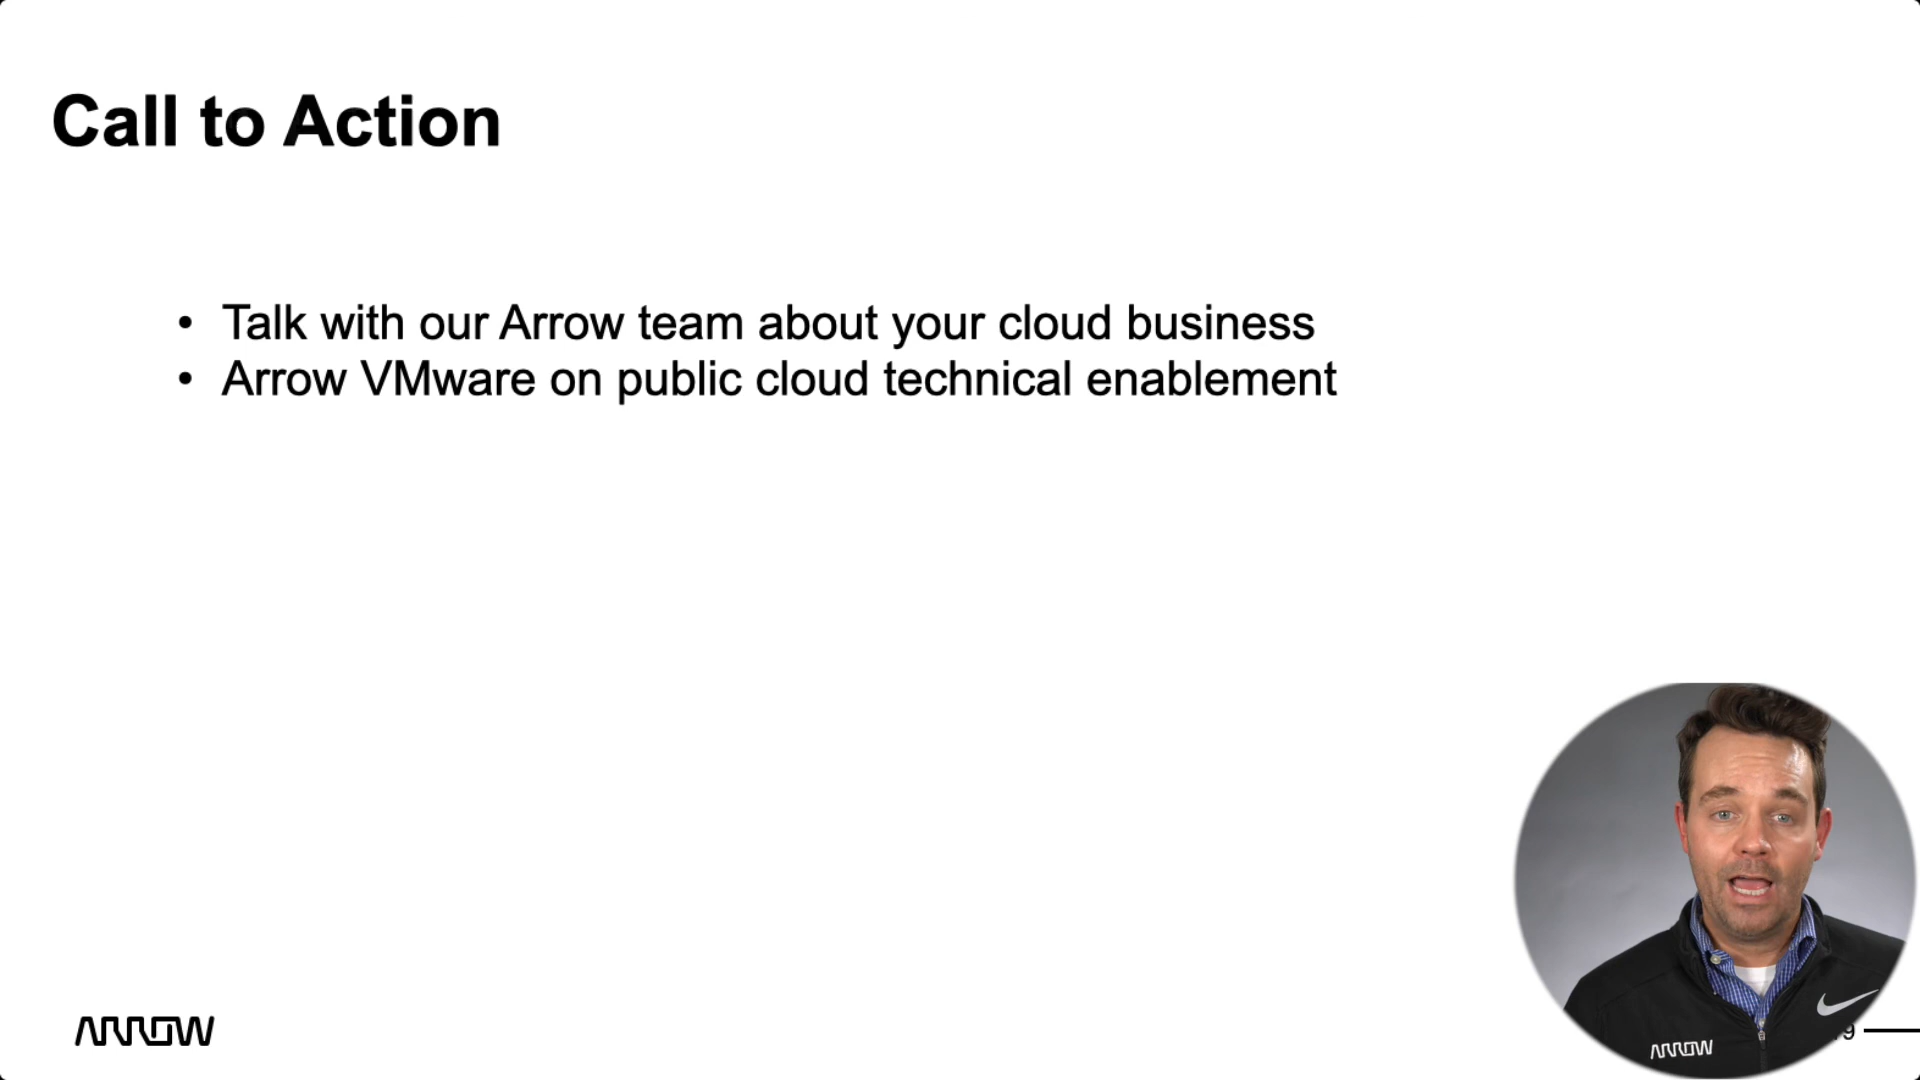 Call to Action
• Talk with our Arrow team about your cloud business
• Arrow VMware on public cloud technical enablement
ARROW
9
ARROW